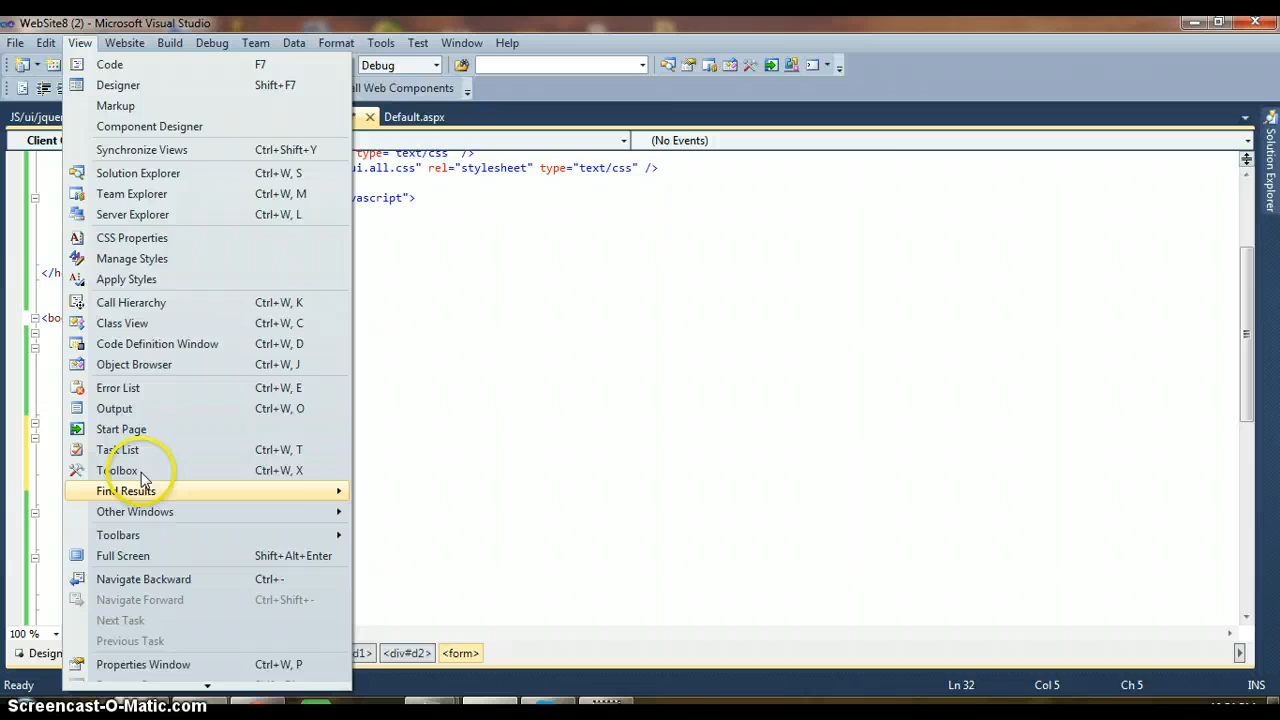 WebSite8 (2) - Microsoft Visual Studio
File Edit View Website Build Debug Team Data Format Tools Test Window Help
Debug
ll Web Components
JS/ui/jquer Default.aspx
Client (No Events)
type="text/css" />
ui.all.css" rel="stylesheet" type="text/css" />
vascript">
</h
<bo
Code F7
Designer Shift+F7
Markup
Component Designer
Synchronize Views Ctrl+Shift+Y
Solution Explorer Ctrl+W, S
Team Explorer Ctrl+W, M
Server Explorer Ctrl+W, L
CSS Properties
Manage Styles
Apply Styles
Call Hierarchy Ctrl+W, K
Class View Ctrl+W, C
Code Definition Window Ctrl+W, D
Object Browser Ctrl+W, J
Error List Ctrl+W, E
Output Ctrl+W, O
Start Page
Task List Ctrl+W, T
Toolbox Ctrl+W, X
Find Results
Other Windows
Toolbars
Full Screen Shift+Alt+Enter
Navigate Backward Ctrl+-
Navigate Forward Ctrl+Shift+-
Next Task
Previous Task
Properties Window Ctrl+W, P
Solution Explorer
100 %
Design d1> <div#d2> <form>
Ready Ln 32 Col 5 Ch 5 INS
Screencast-O-Matic.com